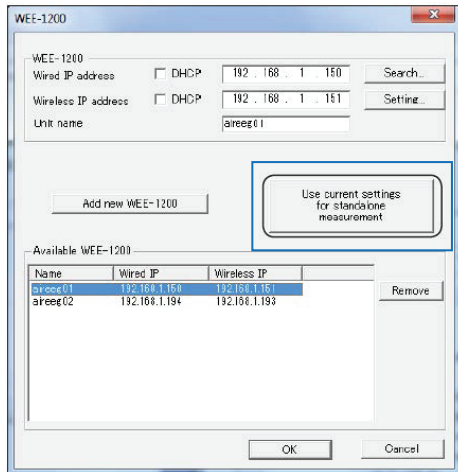 WEE-1200
WEE-1200
Wired IP address DHCP 192 . 168 . 1 . 150 Search...
Wireless IP address DHCP 192 . 168 . 1 . 151 Setting...
Unit name aireeg01
Add new WEE-1200
Use current settings
for standalone
measurement
Available WEE-1200
Name Wired IP Wireless IP
aireeg01 192.168.1.150 192.168.1.151
aireeg02 192.168.1.194 192.168.1.193
Remove
OK Cancel